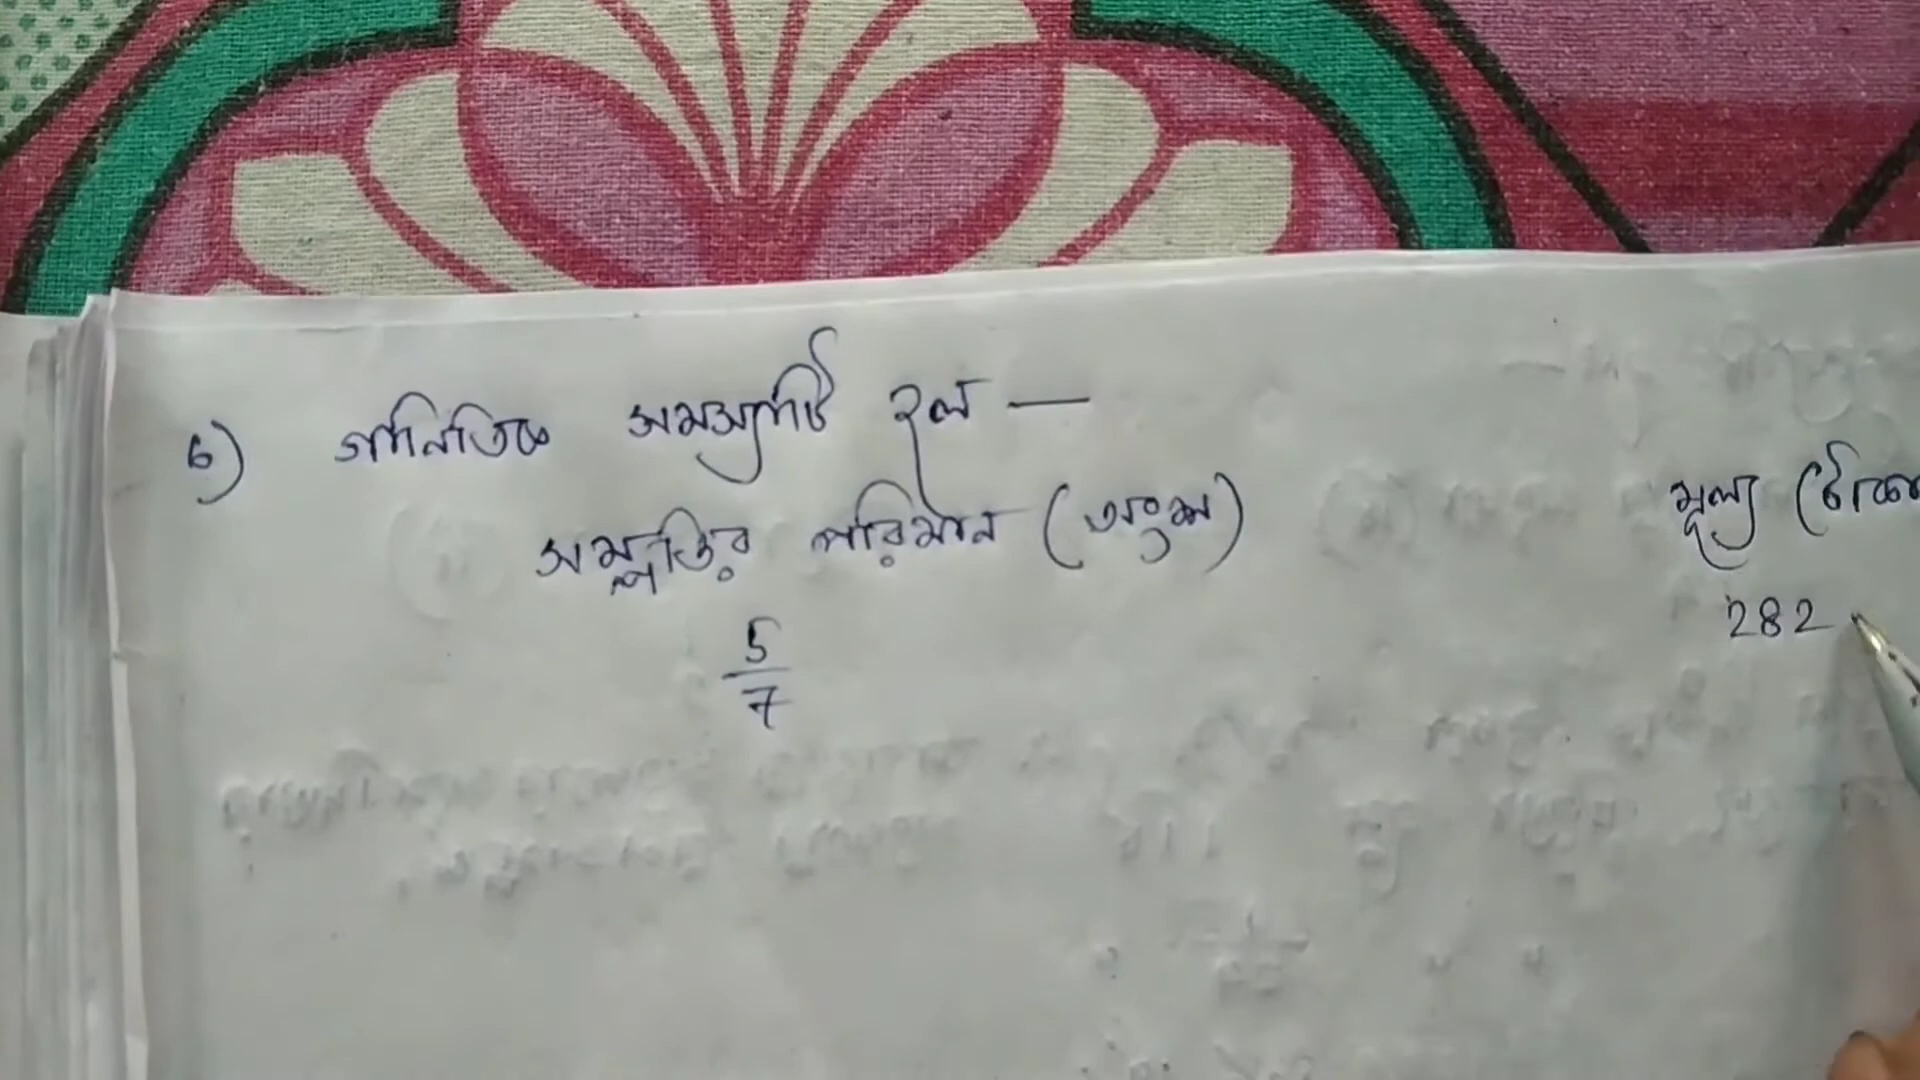 6) গানিতিক সমস্যাটি হল —
সম্পত্তির পরিমান (অংশ) মূল্য (টাকা
5/7 282